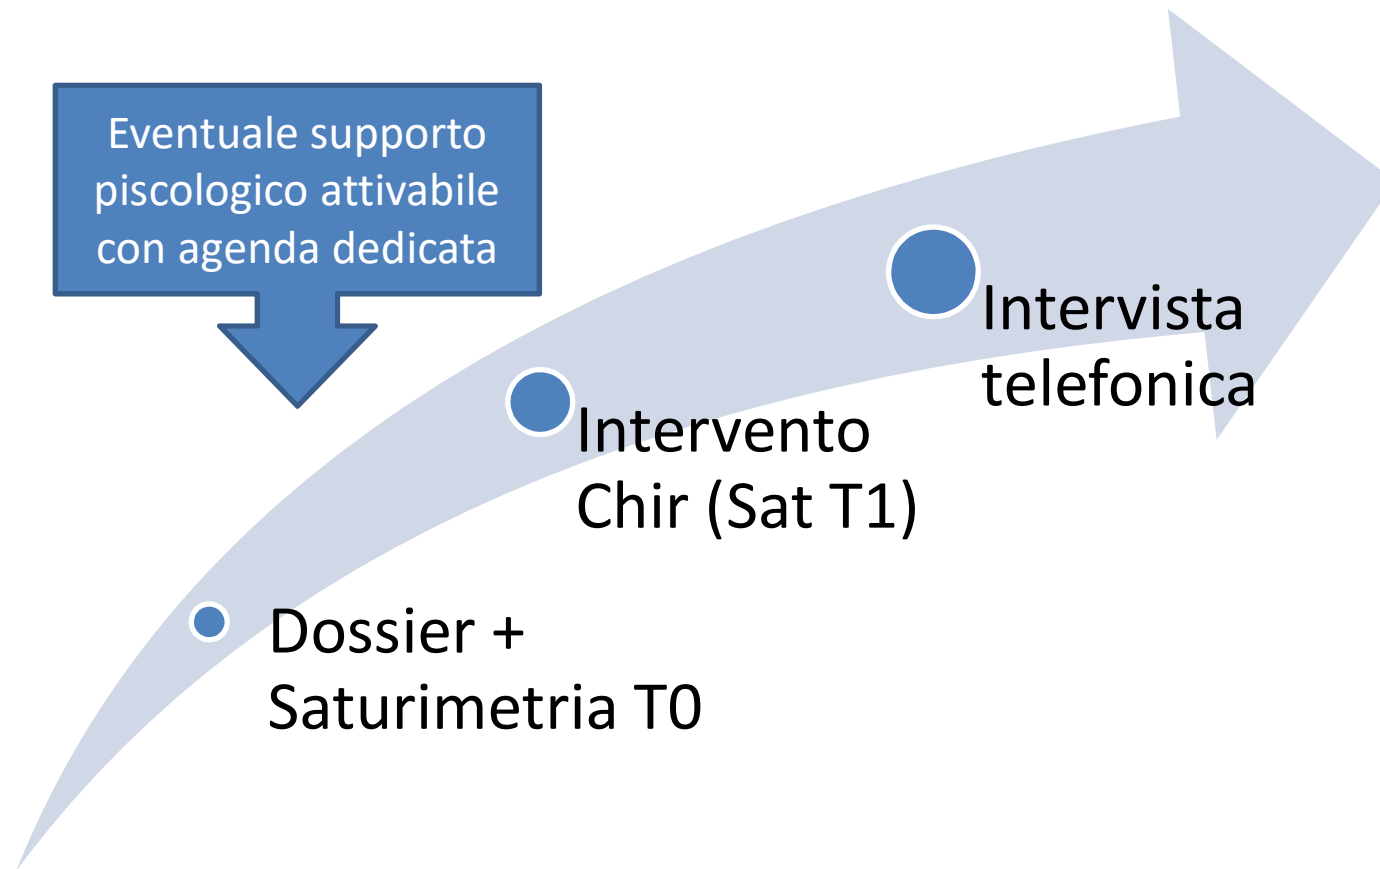 Eventuale supporto
piscologico attivabile
con agenda dedicata
Intervista
telefonica
Intervento
Chir (Sat T1)
Dossier +
Saturimetria T0